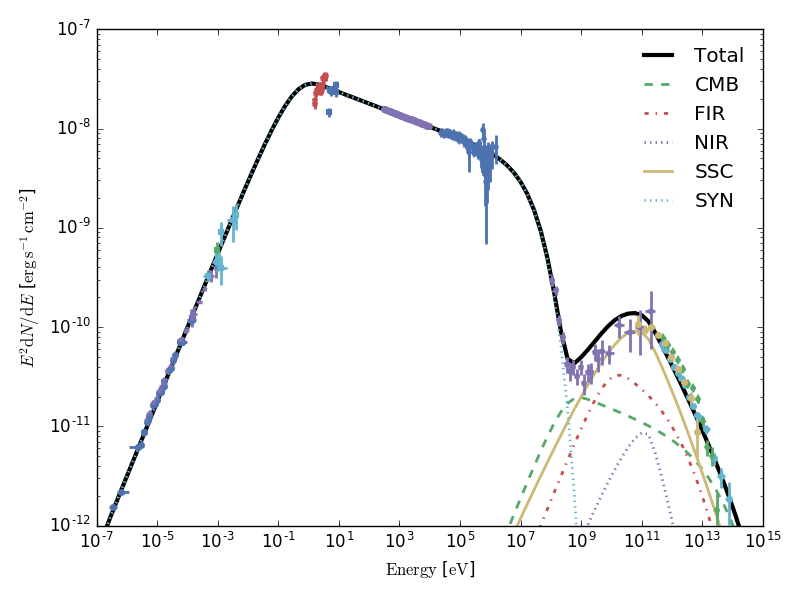 10^-7
10^-8
10^-9
10^-10
10^-11
10^-12
E^2dN/dE [erg s^-1 cm^-2]
Total
CMB
FIR
NIR
SSC
SYN
10^-7 10^-5 10^-3 10^-1 10^1 10^3 10^5 10^7 10^9 10^11 10^13 10^15
Energy [eV]